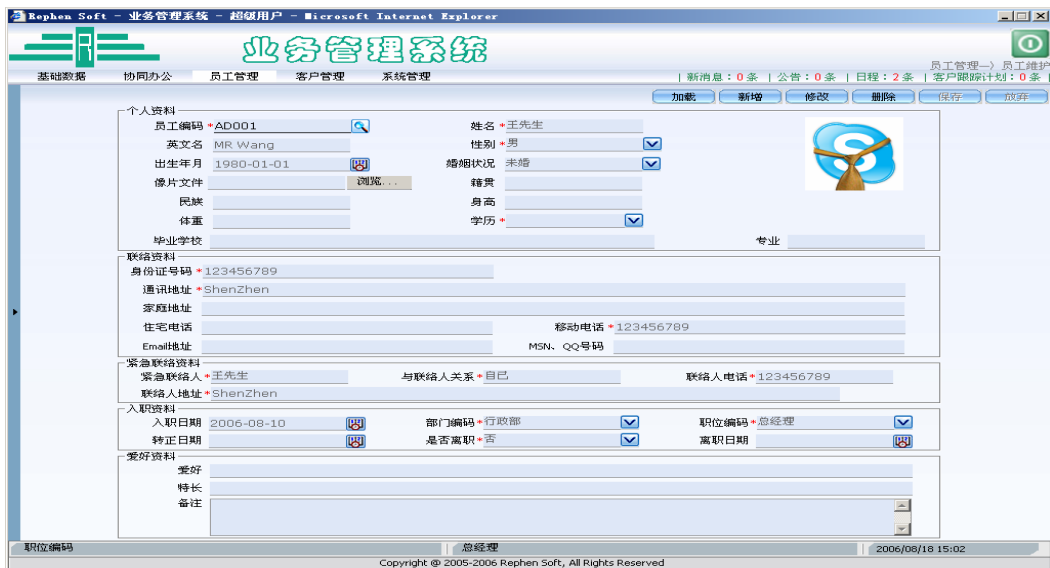 Rephen Soft - 业务管理系统 - 超级用户 - Microsoft Internet Explorer
业务管理系统
员工管理—〉员工维护
基础数据 协同办公 员工管理 客户管理 系统管理 | 新消息：0条 | 公告：0条 | 日程：2条 | 客户跟踪计划：0条 |
加载 新增 修改 删除 保存 放弃
个人资料
员工编码 *AD001 姓名 *王先生
英文名 MR Wang 性别 *男
出生年月 1980-01-01 婚姻状况 未婚
像片文件 浏览... 籍贯
民族 身高
体重 学历 *
毕业学校 专业
联络资料
身份证号码 *123456789
通讯地址 *ShenZhen
家庭地址
住宅电话 移动电话 *123456789
Email地址 MSN、QQ号码
紧急联络资料
紧急联络人 *王先生 与联络人关系 *自已 联络人电话 *123456789
联络人地址 *ShenZhen
入职资料
入职日期 2006-08-10 部门编码 *行政部 职位编码 *总经理
转正日期 是否离职 *否 离职日期
爱好资料
爱好
特长
备注
职位编码 总经理 2006/08/18 15:02
Copyright @ 2005-2006 Rephen Soft, All Rights Reserved